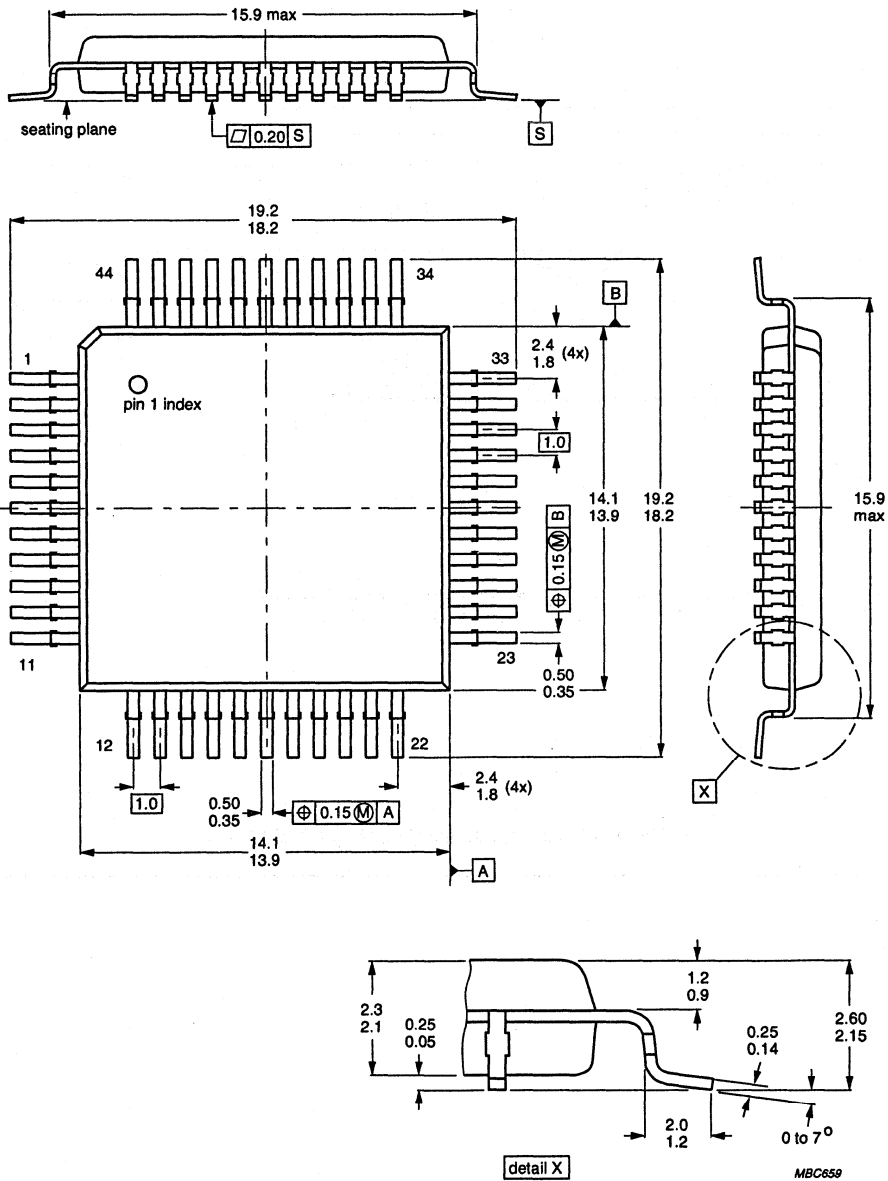 15.9 max
seating plane
⏥ 0.20 S
S
19.2
18.2
44
34
B
1
33
2.4
1.8 (4x)
pin 1 index
1.0
14.1
13.9
19.2
18.2
15.9
max
⌖ 0.15 Ⓜ B
11
23
0.50
0.35
12
22
2.4
1.8 (4x)
X
1.0
0.50
0.35
⌖ 0.15 Ⓜ A
14.1
13.9
A
2.3
2.1
0.25
0.05
1.2
0.9
2.60
2.15
0.25
0.14
2.0
1.2
0 to 7°
detail X
MBC659